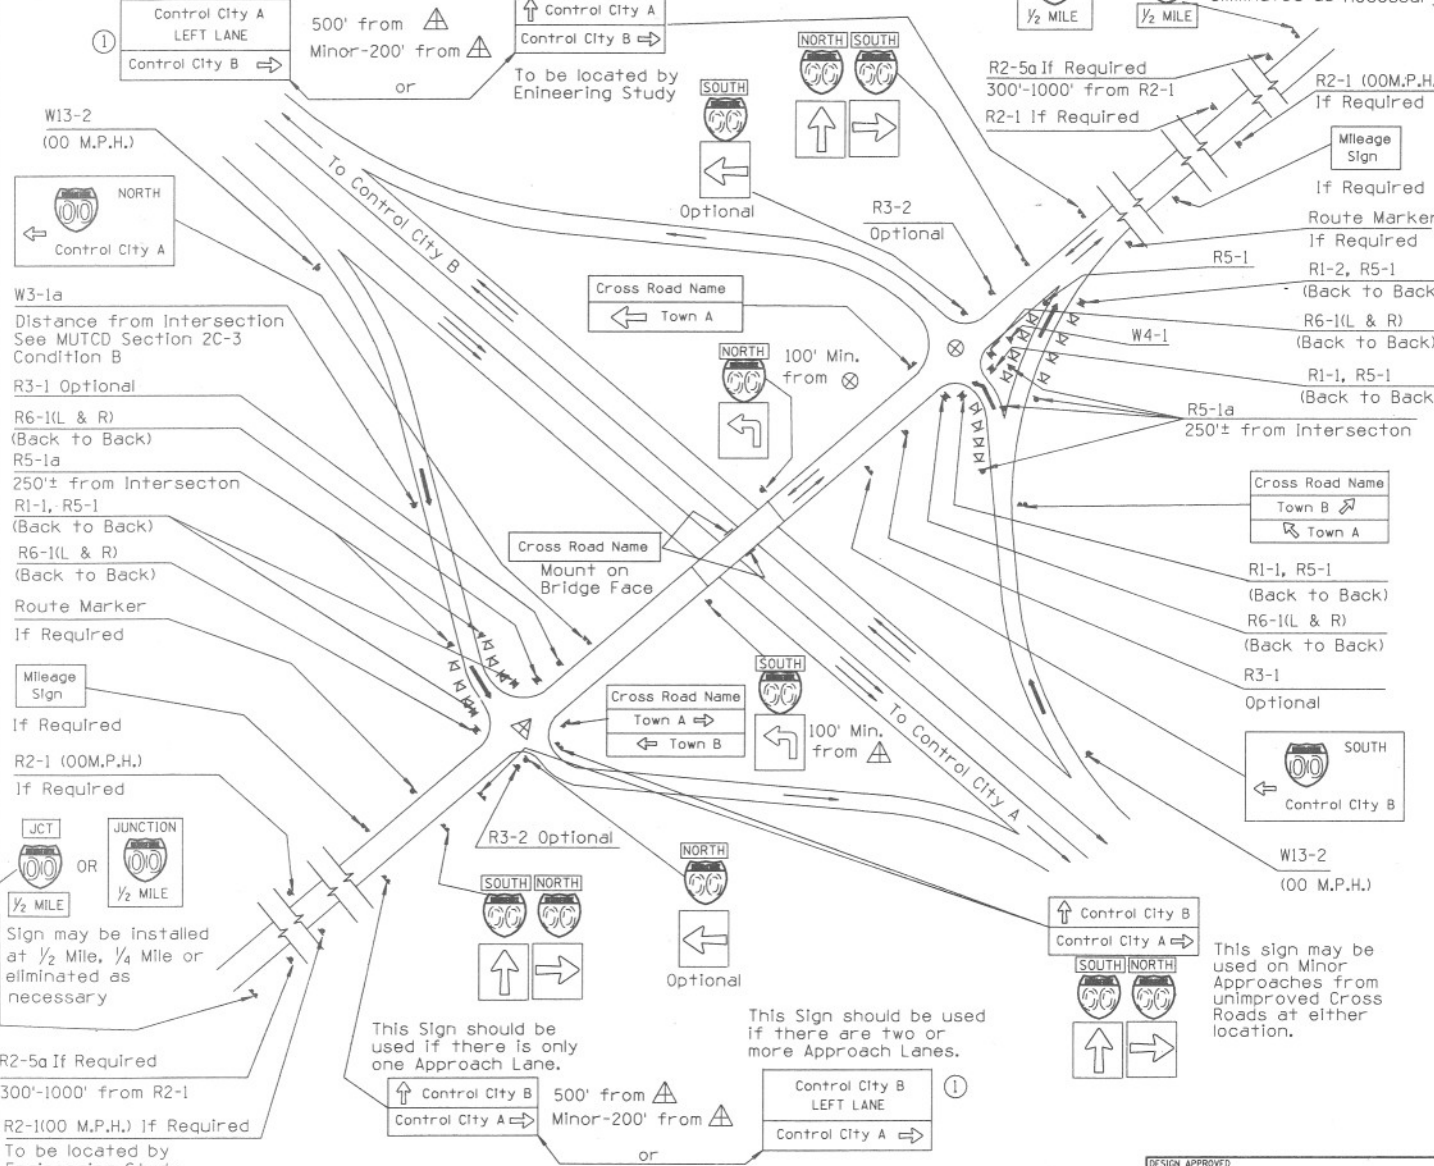 Control City A
LEFT LANE
Control City B
1
500' from
Minor-200' from
or
Control City A
Control City B
To be located by
Enineering Study
1/2 MILE
1/2 MILE
R2-5a If Required
300'-1000' from R2-1
R2-1 If Required
R2-1 (00M.P.H.
If Required
Mileage
Sign
If Required
Route Marker
If Required
R5-1
R1-2, R5-1
(Back to Back
R6-1(L & R)
(Back to Back)
W4-1
R1-1, R5-1
(Back to Back
R5-1a
250'± from Intersecton
NORTH SOUTH
SOUTH
Optional
R3-2
Optional
W13-2
(00 M.P.H.)
NORTH
Control City A
W3-1a
Distance from Intersection
See MUTCD Section 2C-3
Condition B
R3-1 Optional
R6-1(L & R)
(Back to Back)
R5-1a
250'± from Intersecton
R1-1, R5-1
(Back to Back)
R6-1(L & R)
(Back to Back)
Route Marker
If Required
Mileage
Sign
If Required
R2-1 (00M.P.H.)
If Required
JCT
1/2 MILE
OR
JUNCTION
1/2 MILE
Sign may be installed
at 1/2 Mile, 1/4 Mile or
eliminated as
necessary
R2-5a If Required
300'-1000' from R2-1
R2-1(00 M.P.H.) If Required
To be located by
To Control City B
Cross Road Name
Town A
NORTH
100' Min.
from
Cross Road Name
Mount on
Bridge Face
Cross Road Name
Town A
Town B
SOUTH
100' Min.
from
To Control City A
Cross Road Name
Town B
Town A
R1-1, R5-1
(Back to Back)
R6-1(L & R)
(Back to Back)
R3-1
Optional
SOUTH
Control City B
W13-2
(00 M.P.H.)
R3-2 Optional
SOUTH NORTH
NORTH
Optional
This Sign should be
used if there is only
one Approach Lane.
Control City B
Control City A
500' from
Minor-200' from
or
This Sign should be used
if there are two or
more Approach Lanes.
Control City B
LEFT LANE
Control City A
1
Control City B
Control City A
SOUTH NORTH
This sign may be
used on Minor
Approaches from
unimproved Cross
Roads at either
location.
DESIGN APPROVED